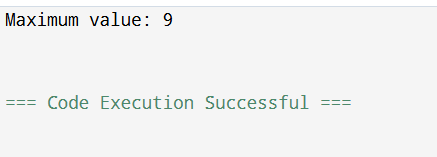 Maximum value: 9
=== Code Execution Successful ===